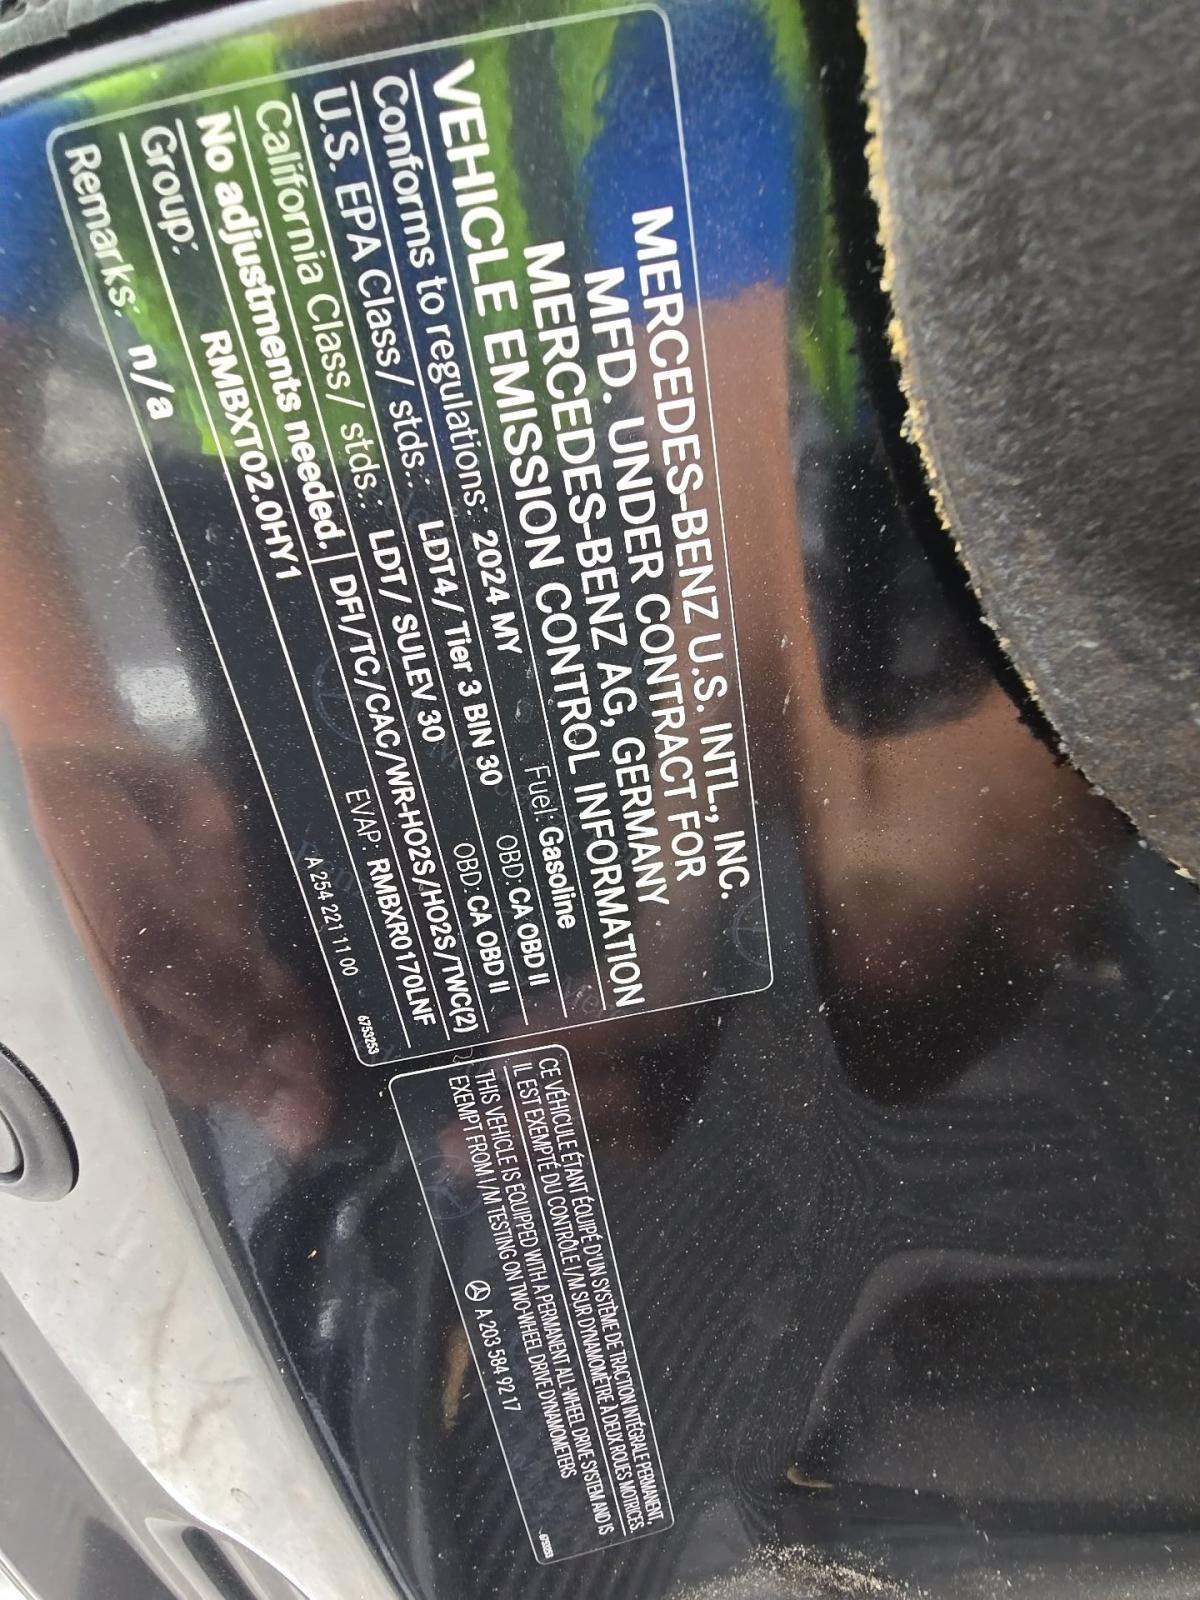 MERCEDES-BENZ U.S. INTL., INC.
MFD. UNDER CONTRACT FOR
MERCEDES-BENZ AG, GERMANY
VEHICLE EMISSION CONTROL INFORMATION
Conforms to regulations: 2024 MY Fuel: Gasoline
U.S. EPA Class/ stds.: LDT4/ Tier 3 BIN 30 OBD: CA OBD II
California Class/ stds.: LDT/ SULEV 30 OBD: CA OBD II
No adjustments needed. DFI/TC/CAC/WR-HO2S/HO2S/TWC(2)
Group: RMBXT02.0HY1 EVAP: RMBXR0170LNF
Remarks: n/a A 254 221 11 00
6753253
CE VÉHICULE ÉTANT ÉQUIPÉ D'UN SYSTÈME DE TRACTION INTÉGRALE PERMANENT,
IL EST EXEMPTÉ DU CONTRÔLE I/M SUR DYNAMOMÈTRE À DEUX ROUES MOTRICES.
THIS VEHICLE IS EQUIPPED WITH A PERMANENT ALL-WHEEL DRIVE SYSTEM AND IS
EXEMPT FROM I/M TESTING ON TWO-WHEEL DRIVE DYNAMOMETERS
A 203 584 92 17
6753253